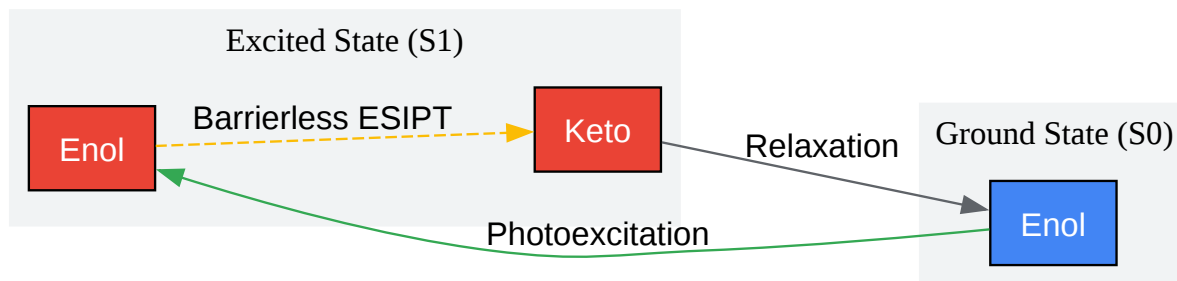 Excited State (S1)
Barrierless ESIPT
Enol
Keto
Relaxation
Ground State (S0)
Enol
Photoexcitation